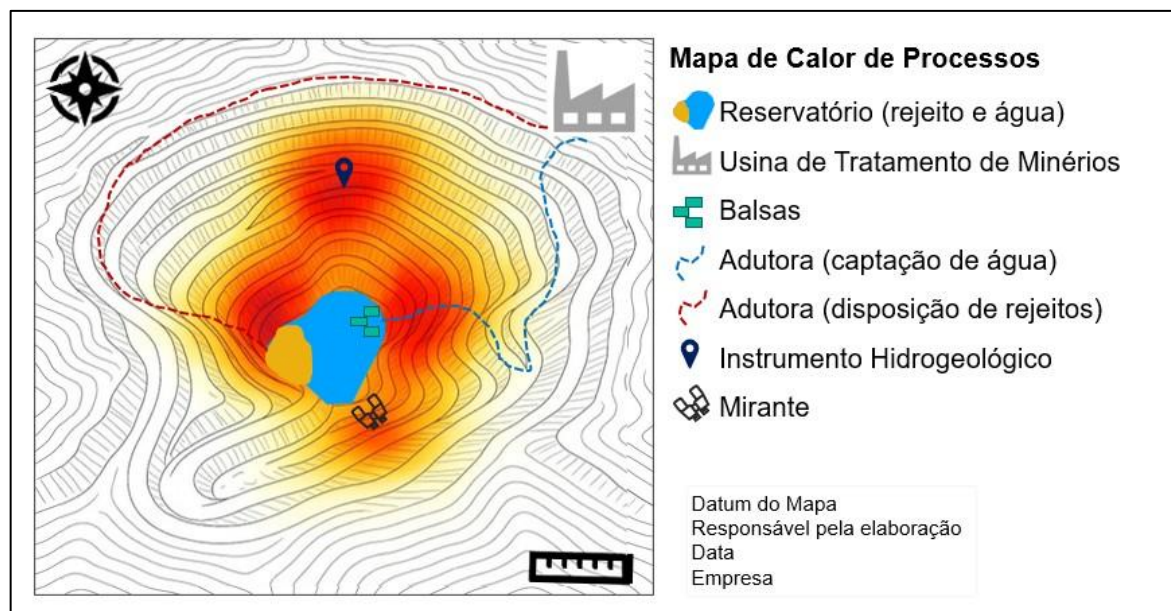 Mapa de Calor de Processos
Reservatório (rejeito e água)
Usina de Tratamento de Minérios
Balsas
Adutora (captação de água)
Adutora (disposição de rejeitos)
Instrumento Hidrogeológico
Mirante
Datum do Mapa
Responsável pela elaboração
Data
Empresa